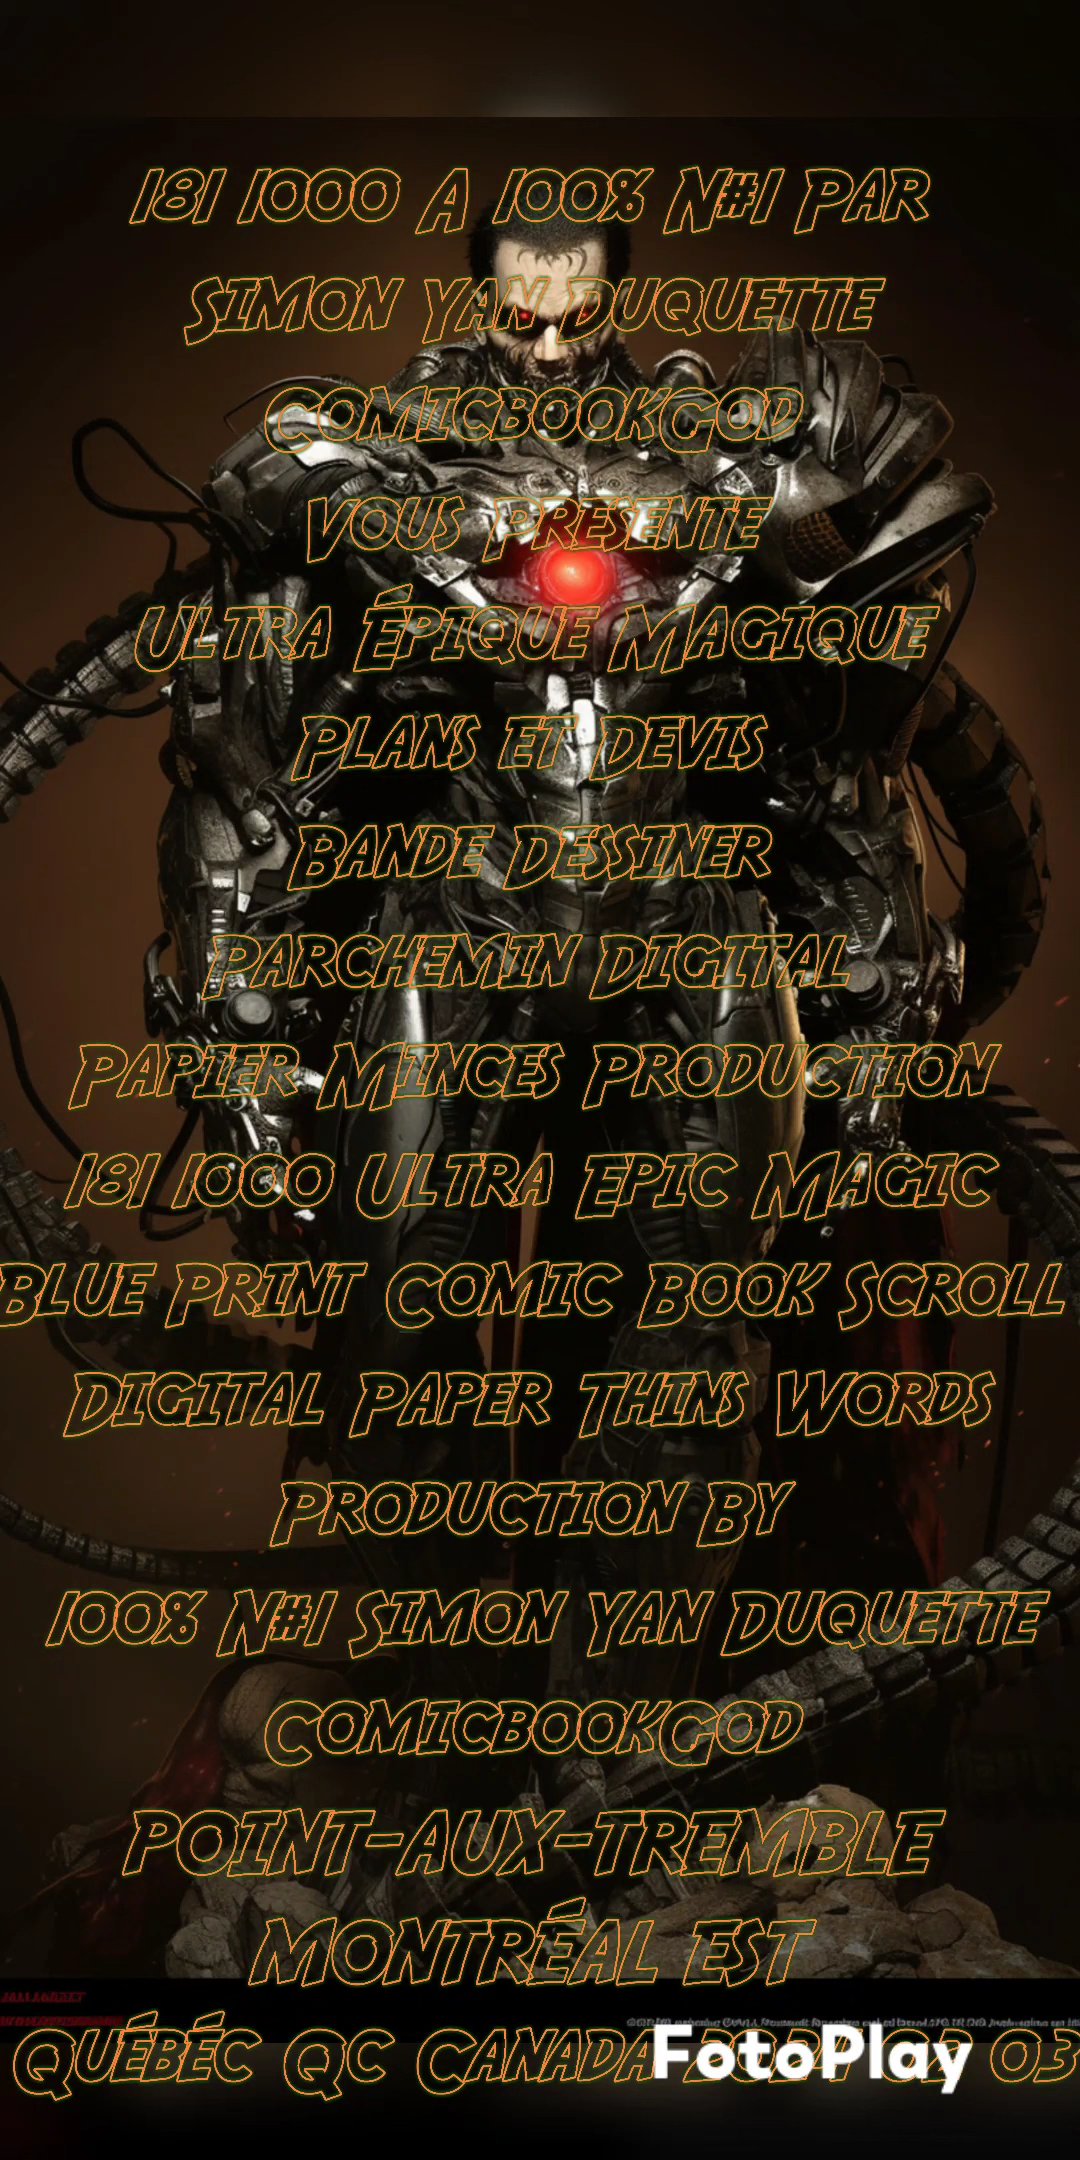 181 1000 A 100% N#1 Par
Simon Yan Duquette
ComicbookGod
Vous Présente
Ultra Épique Magique
Plans et Devis
Bande Dessiner
Parchemin Digital
Papier Minces Production
181 1000 Ultra Epic Magic
Blue Print Comic Book Scroll
Digital Paper Thins Words
Production By
100% N#1 Simon Yan Duquette
ComicbookGod
Point-aux-Tremble
Montréal Est
Québéc Qc Canada 03
FotoPlay